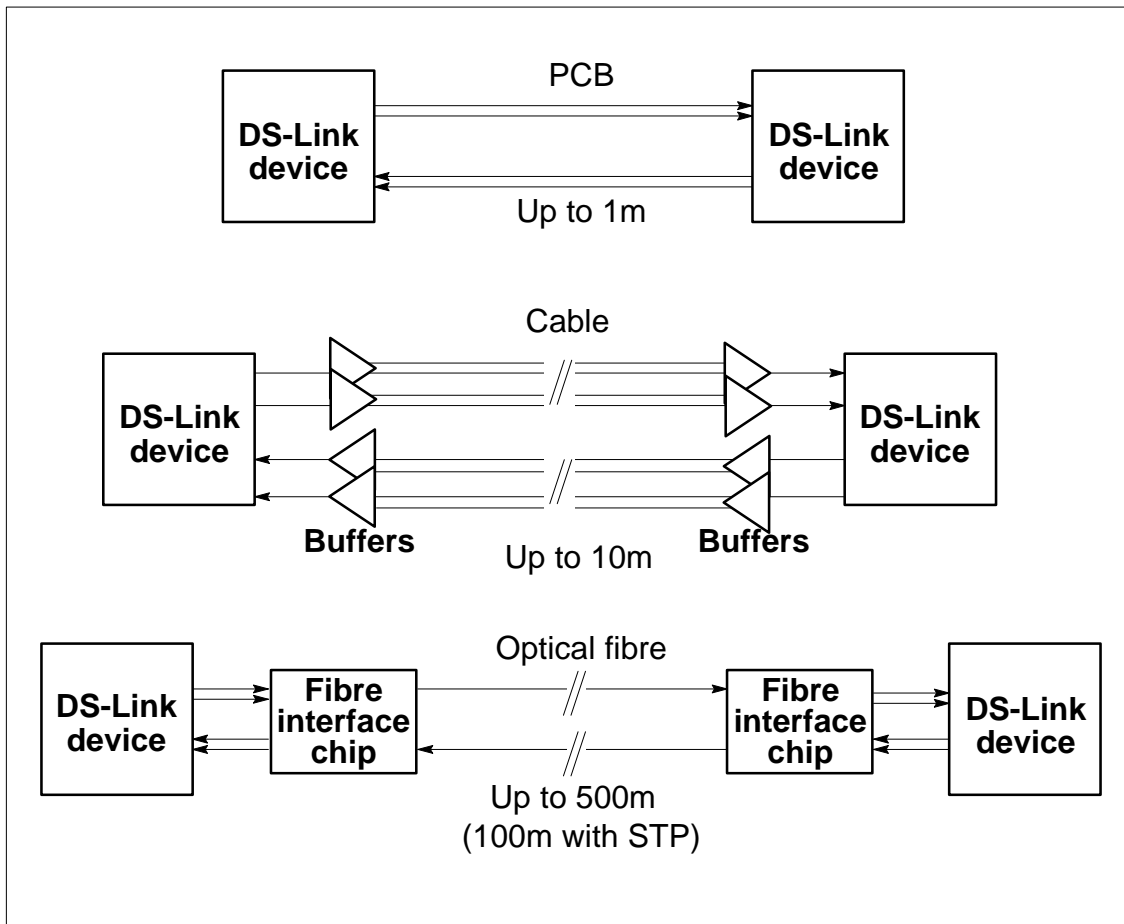 PCB
DS-Link
device
DS-Link
device
Up to 1m
Cable
DS-Link
device
DS-Link
device
Buffers
Buffers
Up to 10m
Optical fibre
DS-Link
device
Fibre
interface
chip
Fibre
interface
chip
DS-Link
device
Up to 500m
(100m with STP)